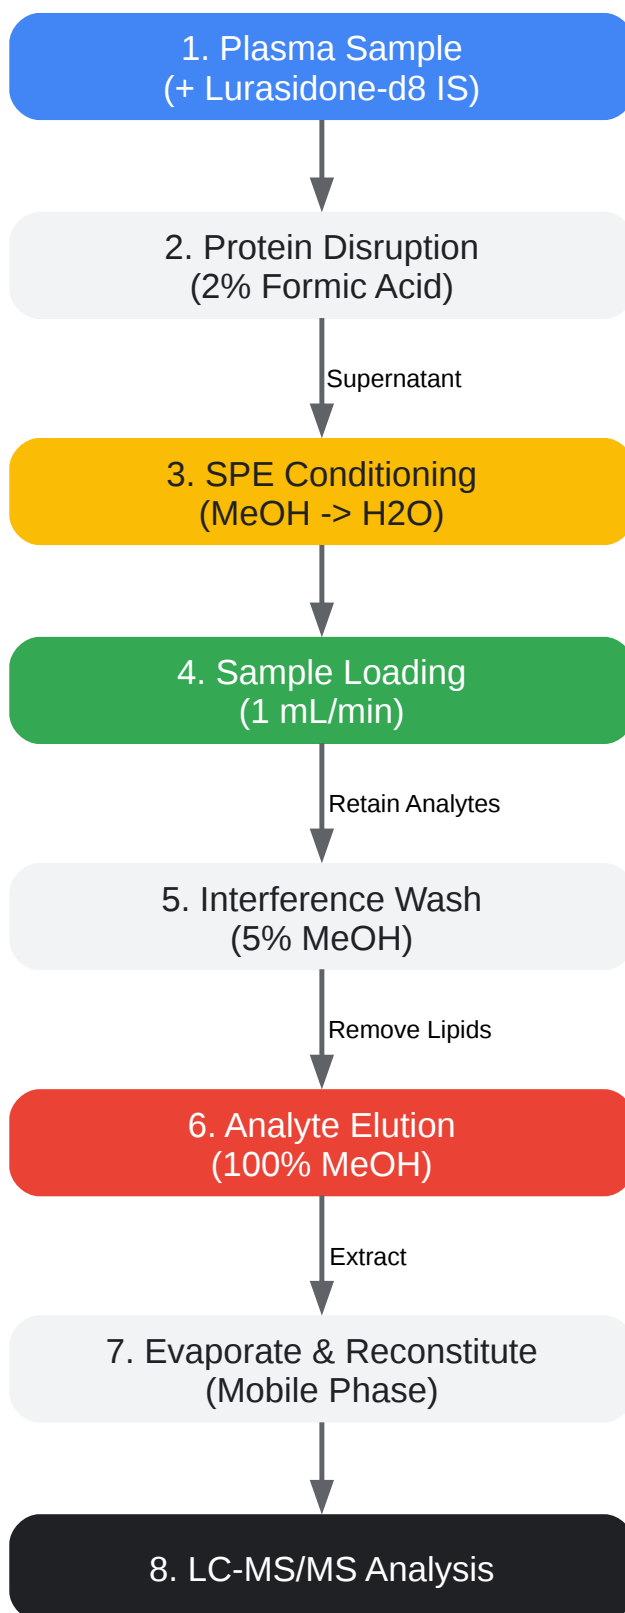 1. Plasma Sample
(+ Lurasidone-d8 IS)
2. Protein Disruption
(2% Formic Acid)
Supernatant
3. SPE Conditioning
(MeOH -> H2O)
4. Sample Loading
(1 mL/min)
Retain Analytes
5. Interference Wash
(5% MeOH)
Remove Lipids
6. Analyte Elution
(100% MeOH)
Extract
7. Evaporate & Reconstitute
(Mobile Phase)
8. LC-MS/MS Analysis